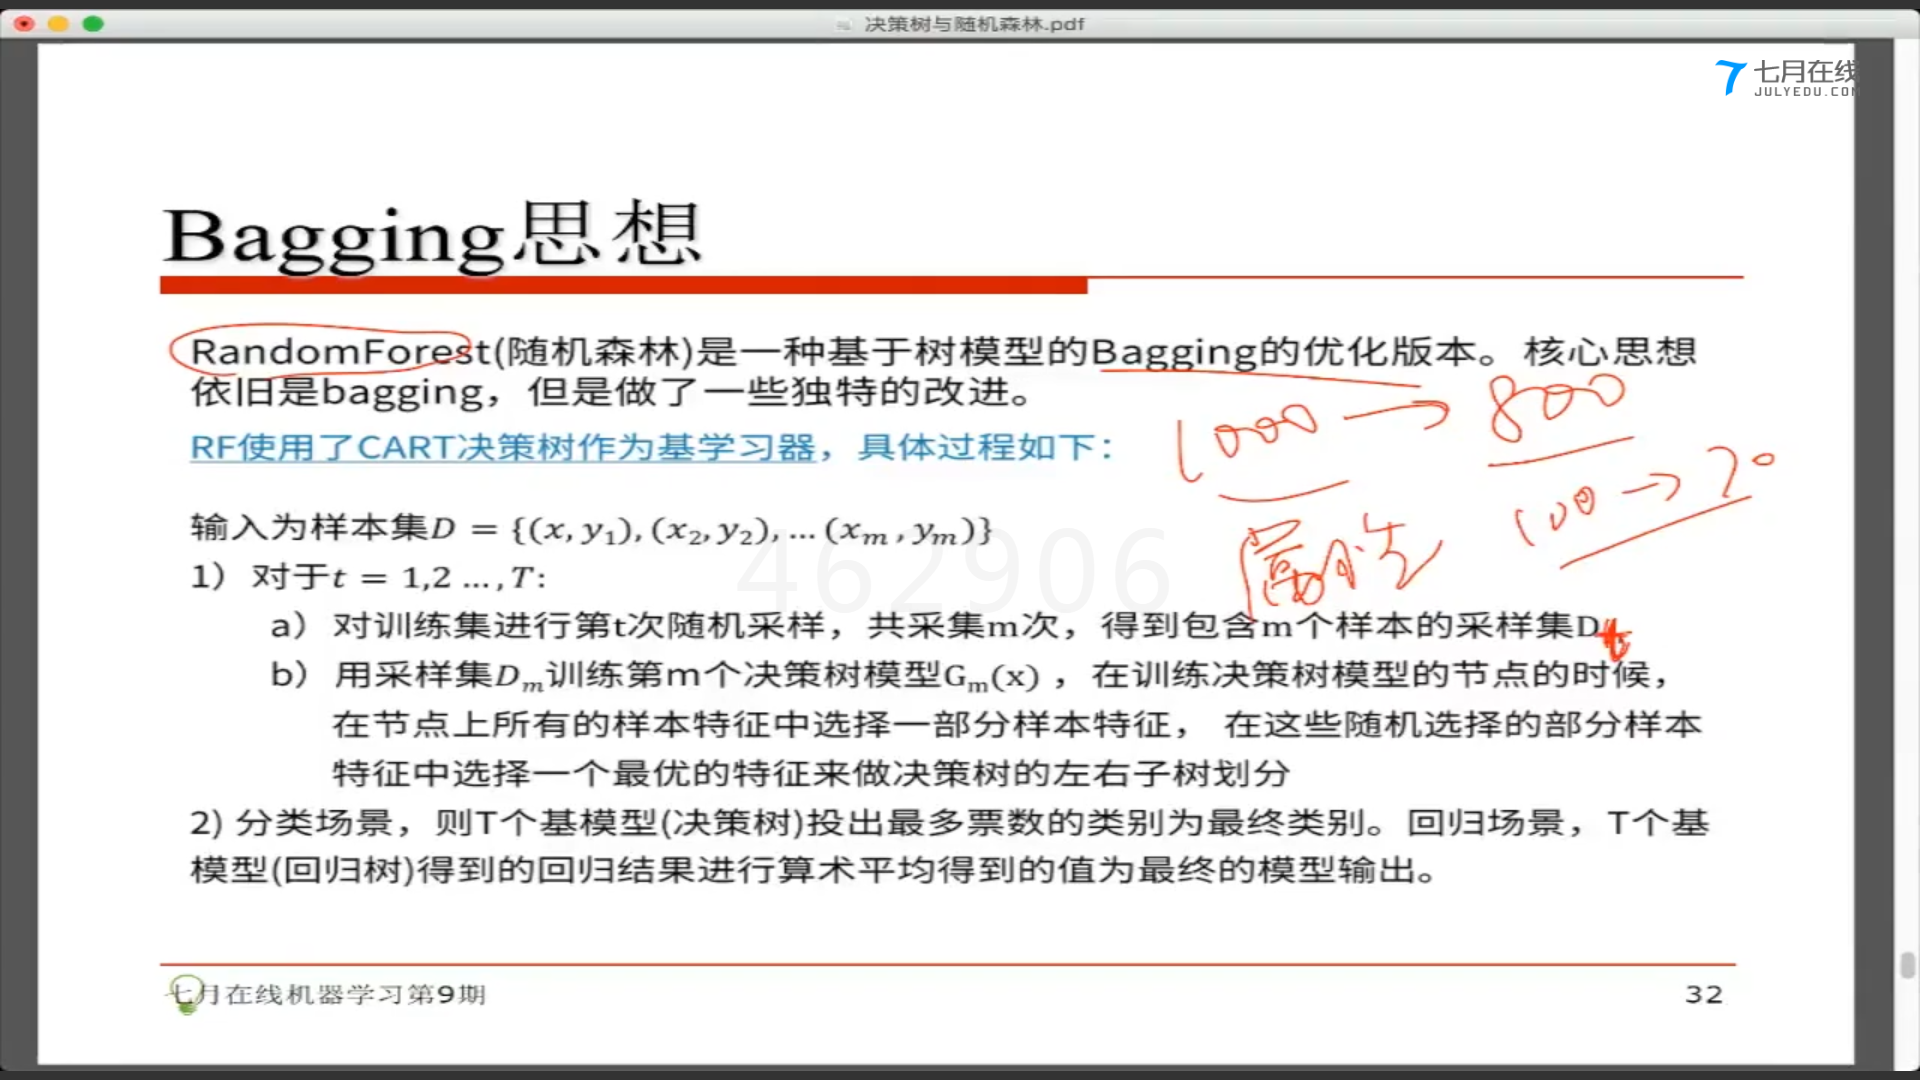 决策树与随机森林.pdf
七月在线
JULYEDU.COM
Bagging思想
RandomForest(随机森林)是一种基于树模型的Bagging的优化版本。核心思想
依旧是bagging，但是做了一些独特的改进。
1000 → 800
RF使用了CART决策树作为基学习器，具体过程如下：
100 → 70
属性
输入为样本集D = {(x, y₁), (x₂, y₂), … (xₘ , yₘ)}
462906
1）对于t = 1,2 … , T:
a）对训练集进行第t次随机采样，共采集m次，得到包含m个样本的采样集Dt
b）用采样集Dₘ训练第m个决策树模型Gₘ(x) ，在训练决策树模型的节点的时候，
在节点上所有的样本特征中选择一部分样本特征， 在这些随机选择的部分样本
特征中选择一个最优的特征来做决策树的左右子树划分
2) 分类场景，则T个基模型(决策树)投出最多票数的类别为最终类别。回归场景，T个基
模型(回归树)得到的回归结果进行算术平均得到的值为最终的模型输出。
七月在线机器学习第9期
32